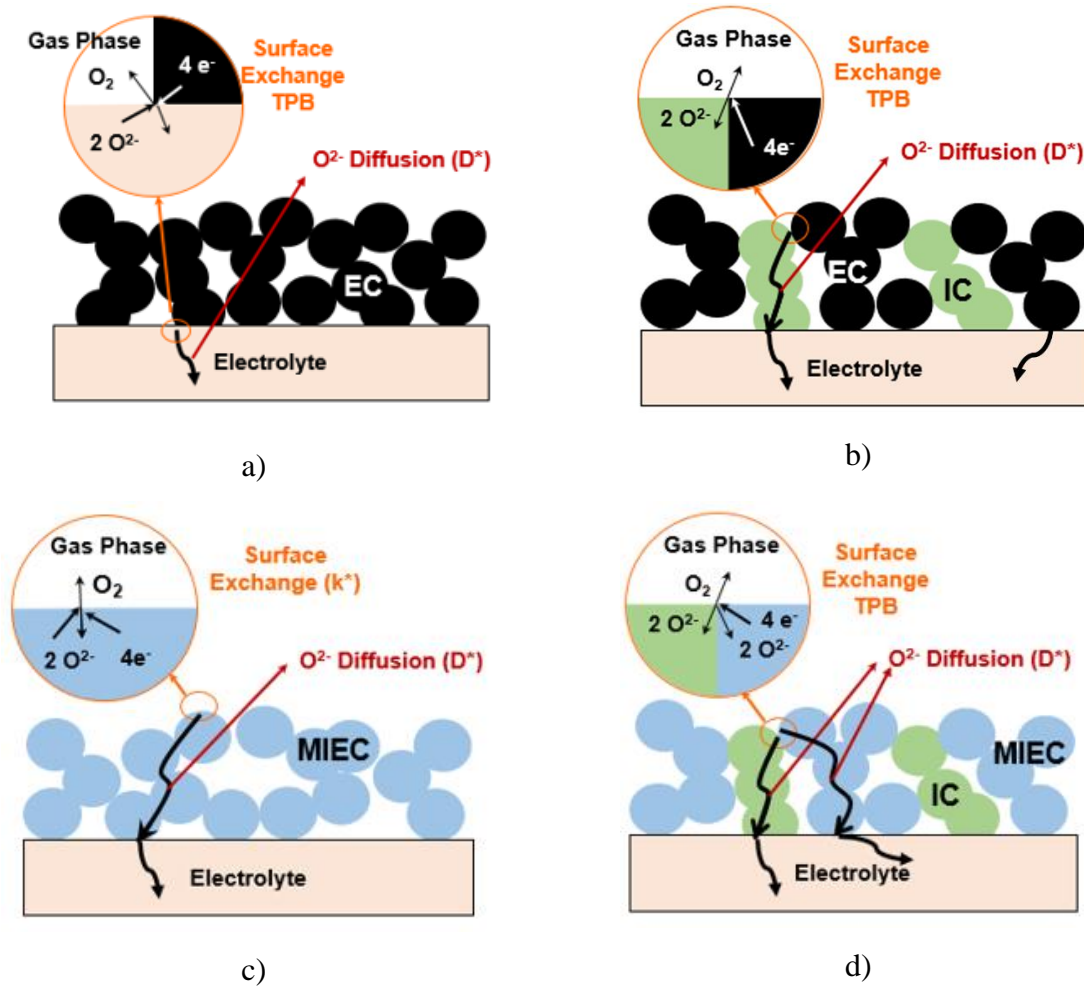 Gas Phase
O₂
4 e⁻
2 O²⁻
Surface
Exchange
TPB
O²⁻ Diffusion (D*)
EC
Electrolyte
a)
Gas Phase
O₂
2 O²⁻
4e⁻
Surface
Exchange
TPB
O²⁻ Diffusion (D*)
EC
IC
Electrolyte
b)
Gas Phase
O₂
2 O²⁻
4e⁻
Surface
Exchange (k*)
O²⁻ Diffusion (D*)
MIEC
Electrolyte
c)
Gas Phase
O₂
2 O²⁻
4 e⁻
2 O²⁻
Surface
Exchange
TPB
O²⁻ Diffusion (D*)
MIEC
IC
Electrolyte
d)